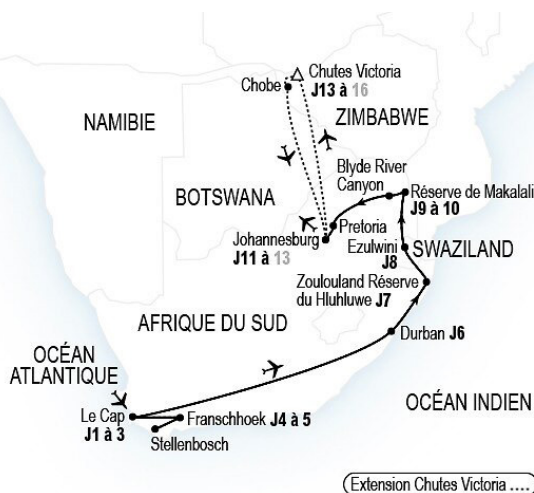 Chutes Victoria
J13 à 16
Chobe
ZIMBABWE
NAMIBIE
Blyde River
Canyon
Réserve de Makalali
J9 à 10
BOTSWANA
Pretoria
Johannesburg
J11 à 13
Ezulwini
J8
SWAZILAND
Zoulouland Réserve
du Hluhluwe J7
AFRIQUE DU SUD
Durban J6
OCÉAN
ATLANTIQUE
OCÉAN INDIEN
Le Cap
J1 à 3
Franschhoek J4 à 5
Stellenbosch
Extension Chutes Victoria ....